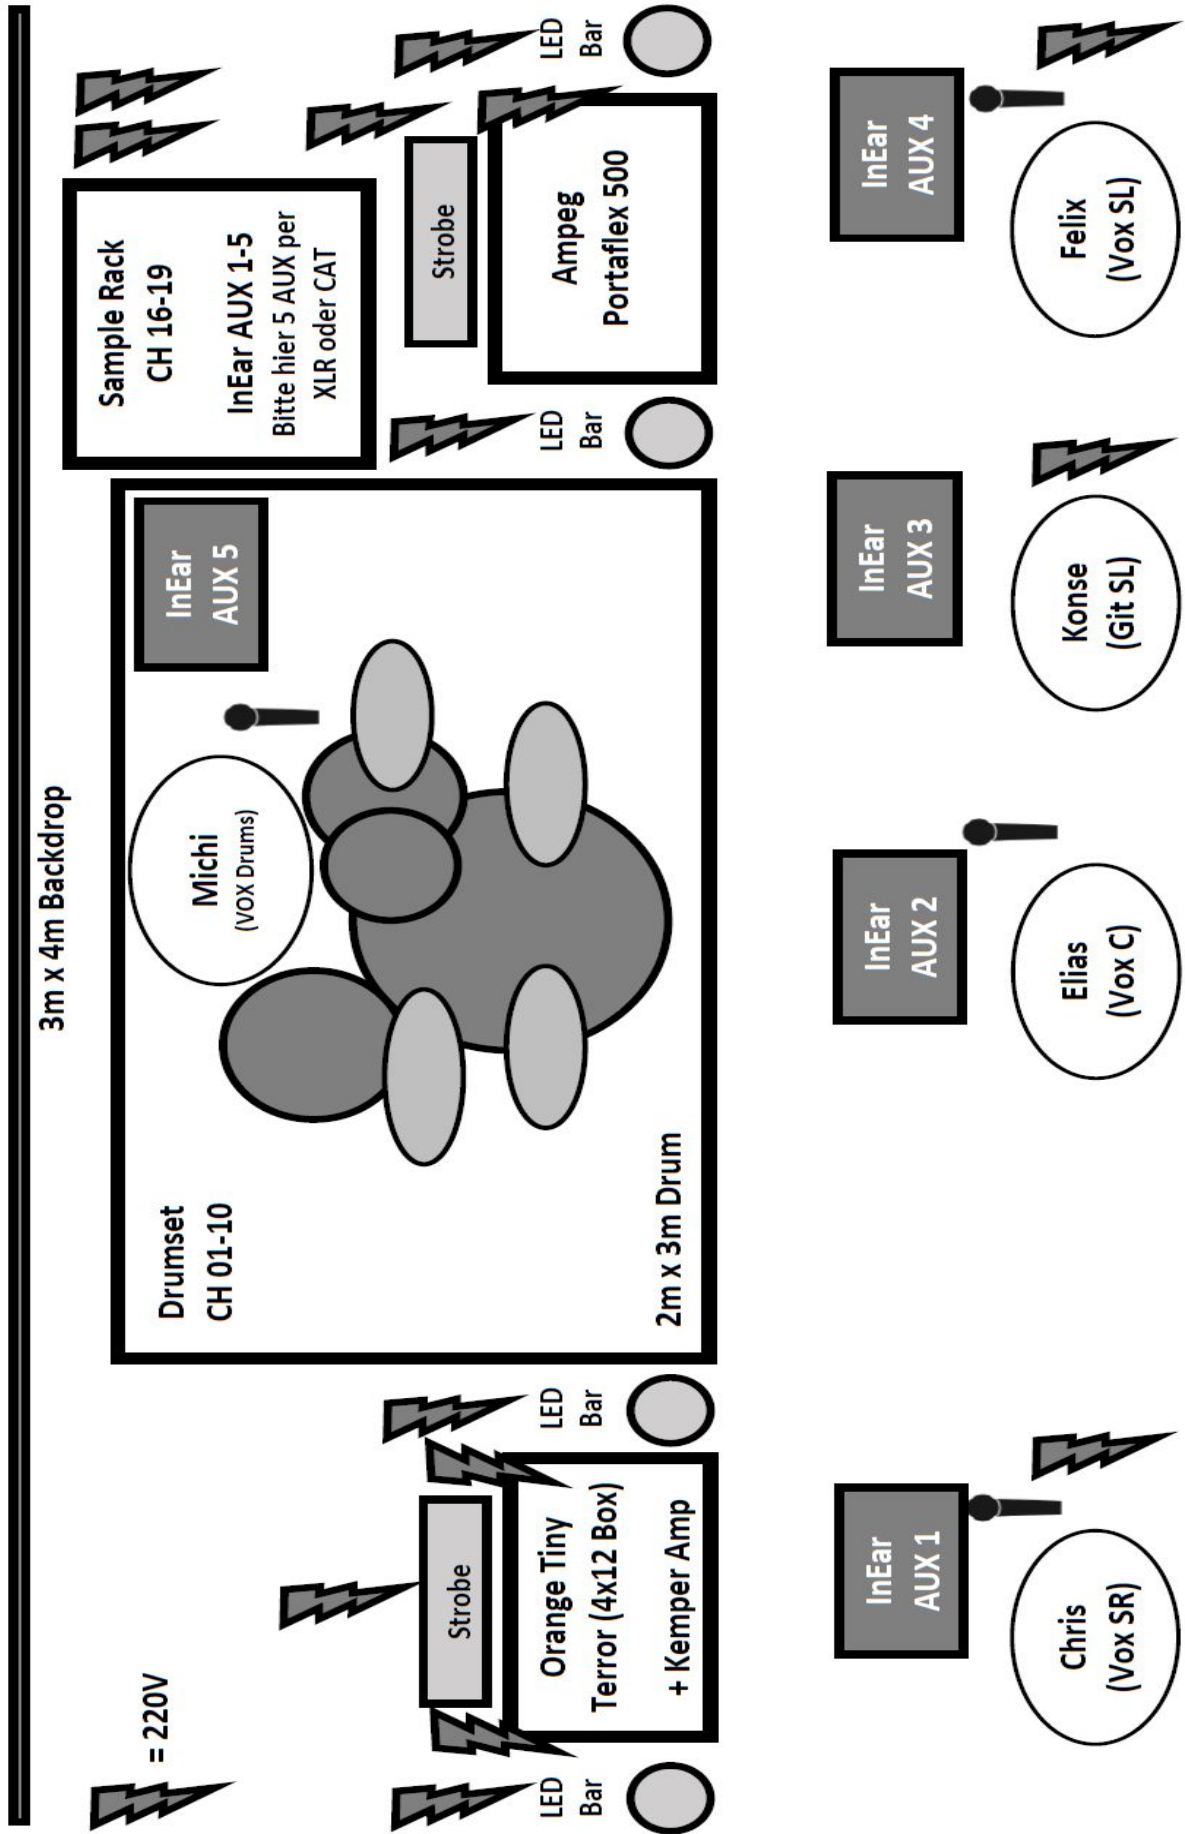 3m x 4m Backdrop
= 220V
Drumset
CH 01-10
Michi
(VOX Drums)
InEar
AUX 5
2m x 3m Drum
Sample Rack
CH 16-19
InEar AUX 1-5
Bitte hier 5 AUX per
XLR oder CAT
Strobe
Strobe
LED
Bar
Orange Tiny
Terror (4x12 Box)
+ Kemper Amp
LED
Bar
LED
Bar
Ampeg
Portaflex 500
LED
Bar
InEar
AUX 1
InEar
AUX 2
InEar
AUX 3
InEar
AUX 4
Chris
(Vox SR)
Elias
(Vox C)
Konse
(Git SL)
Felix
(Vox SL)